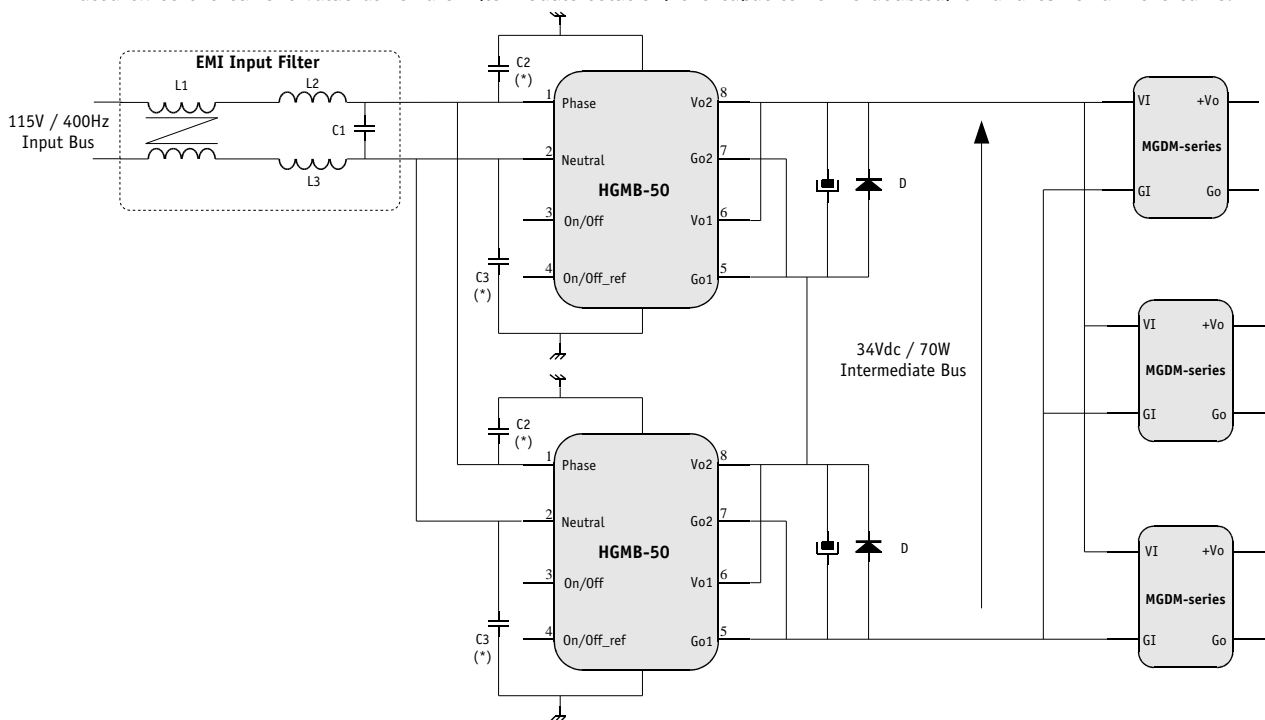 EMI Input Filter
L1
L2
C1
L3
115V / 400Hz
Input Bus
C2
(*)
C3
(*)
1
Phase
2
Neutral
3
On/Off
4
On/Off_ref
HGMB-50
Vo2
8
Go2
7
Vo1
6
Go1
5
D
34Vdc / 70W
Intermediate Bus
VI
+Vo
MGDM-series
GI
Go
C2
(*)
C3
(*)
1
Phase
2
Neutral
3
On/Off
4
On/Off_ref
HGMB-50
Vo2
8
Go2
7
Vo1
6
Go1
5
D
VI
+Vo
MGDM-series
GI
Go
VI
+Vo
MGDM-series
GI
Go